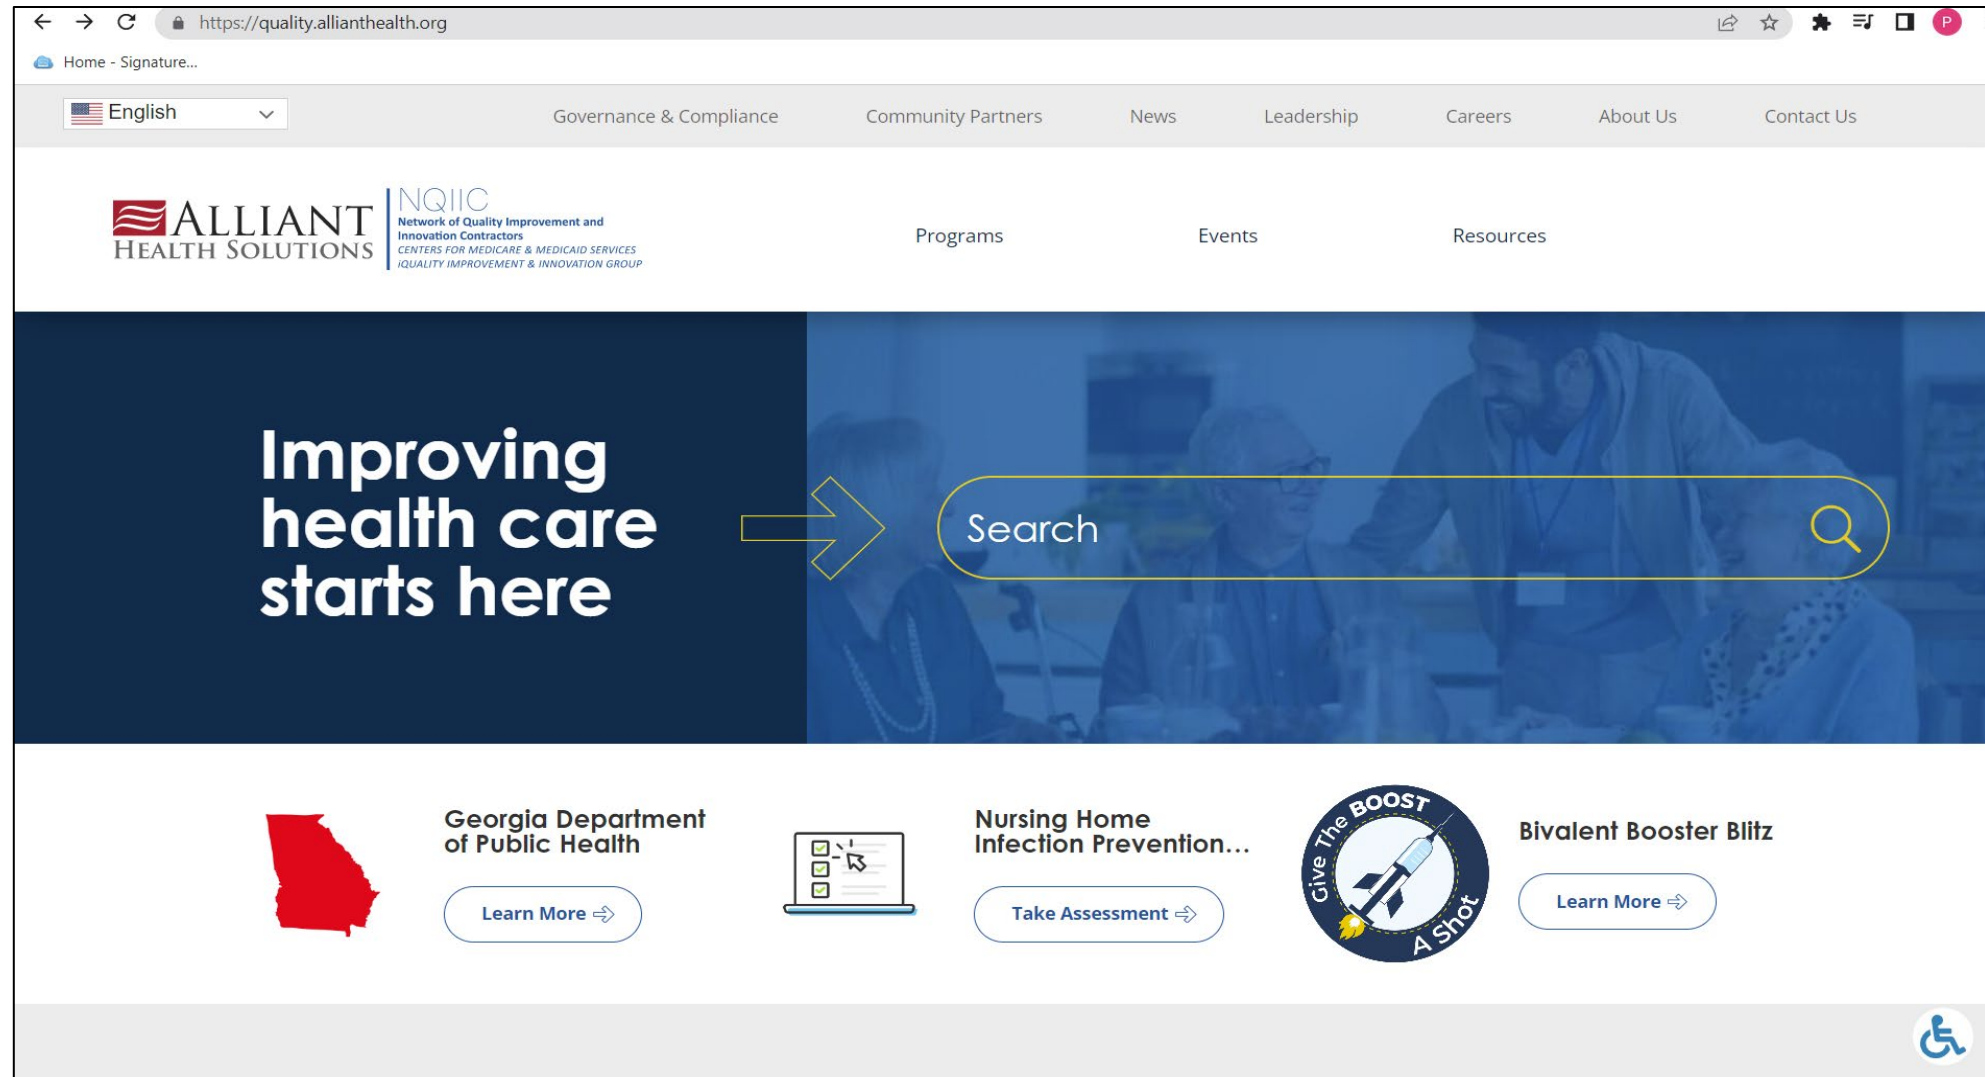 https://quality.allianthealth.org
P
Home - Signature...
English
Governance & Compliance
Community Partners
News
Leadership
Careers
About Us
Contact Us
ALLIANT
HEALTH SOLUTIONS
NQIIC
Network of Quality Improvement and
Innovation Contractors
CENTERS FOR MEDICARE & MEDICAID SERVICES
iQUALITY IMPROVEMENT & INNOVATION GROUP
Programs
Events
Resources
Improving
health care
starts here
Search
Georgia Department
of Public Health
Learn More
Nursing Home
Infection Prevention...
Take Assessment
Give The BOOST
A Shot
Bivalent Booster Blitz
Learn More